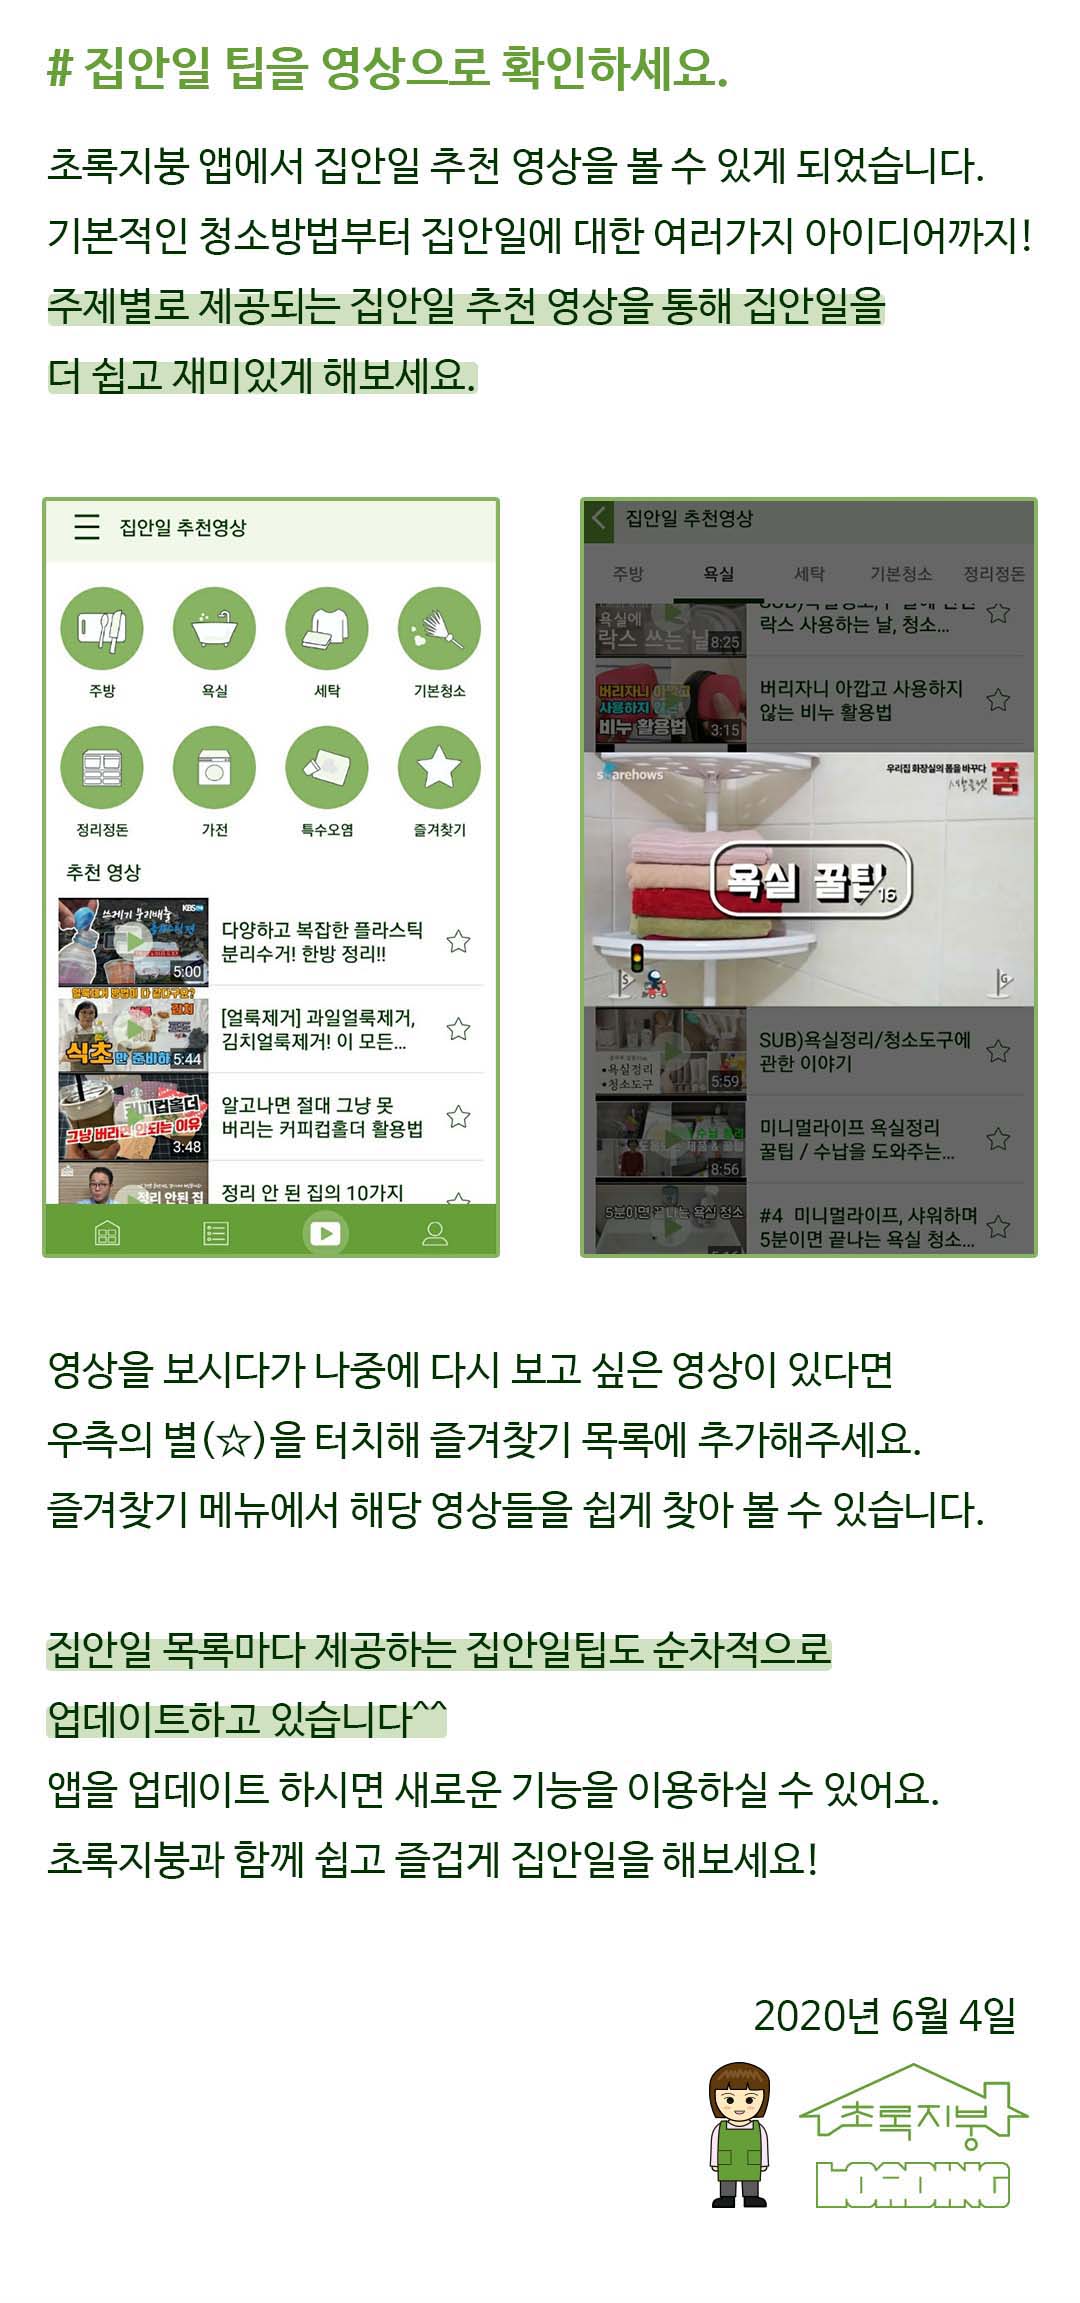 # 집안일 팁을 영상으로 확인하세요.
초록지붕 앱에서 집안일 추천 영상을 볼 수 있게 되었습니다.
기본적인 청소방법부터 집안일에 대한 여러가지 아이디어까지!
주제별로 제공되는 집안일 추천 영상을 통해 집안일을
더 쉽고 재미있게 해보세요.
집안일 추천영상
주방 욕실 세탁 기본청소
정리정돈 가전 특수오염 즐겨찾기
추천 영상
쓰레기 분리배출
KBS
5:00
다양하고 복잡한 플라스틱
분리수거! 한방 정리!!
식초만 준비하
5:44
[얼룩제거] 과일얼룩제거,
김치얼룩제거! 이 모든...
커피컵홀더
그냥 버리면 안되는 이유
3:48
알고나면 절대 그냥 못
버리는 커피컵홀더 활용법
정리 안된 집
정리 안 된 집의 10가지
집안일 추천영상
주방 욕실 세탁 기본청소 정리정돈
욕실에
락스 쓰는 날
8:25
락스 사용하는 날, 청소...
버리자니 아깝고
사용하지 않는
비누 활용법
3:15
버리자니 아깝고 사용하지
않는 비누 활용법
sharehows
우리집 화장실의 폼을 바꾸다
폼
욕실 꿀팁
16
S
G
•욕실정리
•청소도구
5:59
SUB)욕실정리/청소도구에
관한 이야기
8:56
미니멀라이프 욕실정리
꿀팁 / 수납을 도와주는...
5분이면 끝나는 욕실 청소
#4 미니멀라이프, 샤워하며
5분이면 끝나는 욕실 청소...
영상을 보시다가 나중에 다시 보고 싶은 영상이 있다면
우측의 별(☆)을 터치해 즐겨찾기 목록에 추가해주세요.
즐겨찾기 메뉴에서 해당 영상들을 쉽게 찾아 볼 수 있습니다.
집안일 목록마다 제공하는 집안일팁도 순차적으로
업데이트하고 있습니다^^
앱을 업데이트 하시면 새로운 기능을 이용하실 수 있어요.
초록지붕과 함께 쉽고 즐겁게 집안일을 해보세요!
2020년 6월 4일
초록지붕
LOADING